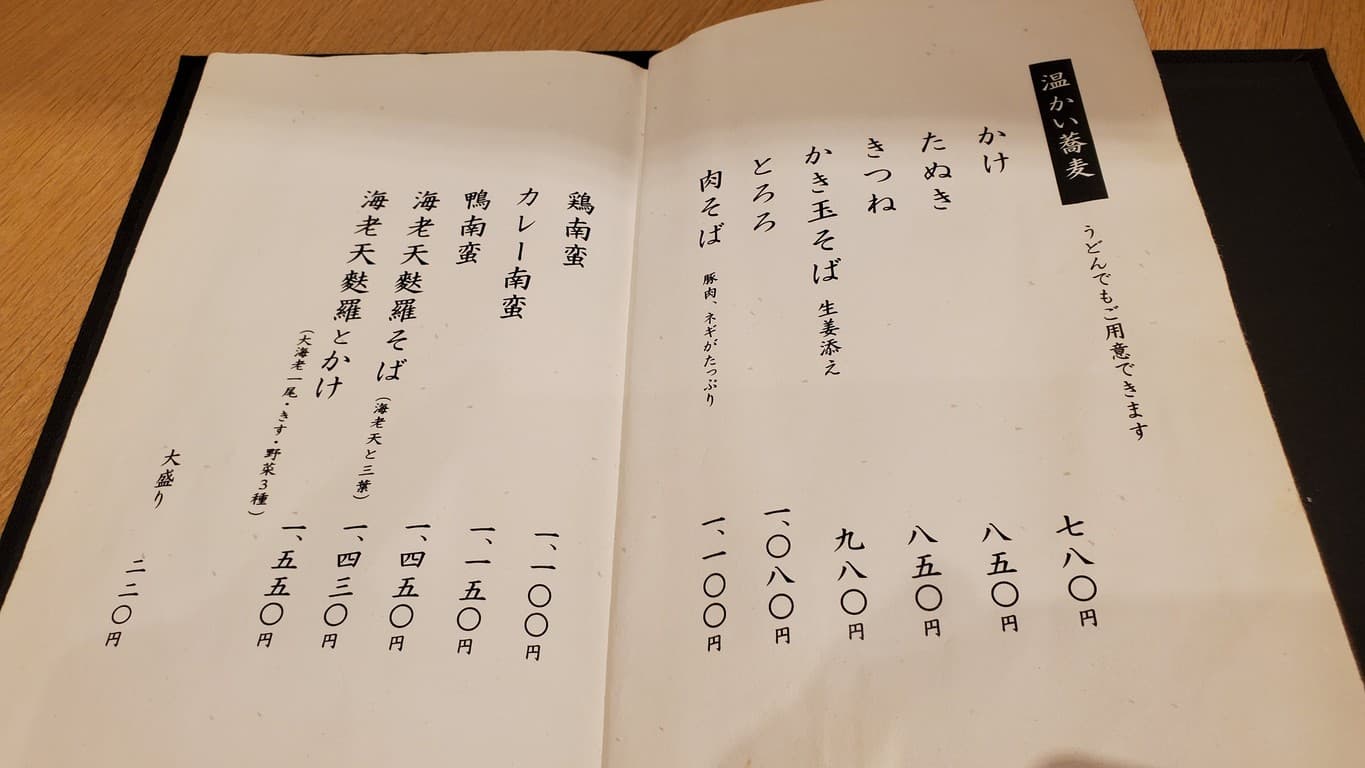 温かい蕎麦 うどんでもご用意できます
かけ 七八〇円
たぬき 八五〇円
きつね 八五〇円
かき玉そば 生姜添え 九八〇円
とろろ 一、〇八〇円
肉そば 豚肉、ネギがたっぷり 一、一〇〇円
鶏南蛮 一、一〇〇円
カレー南蛮 一、一五〇円
鴨南蛮 一、四五〇円
海老天麩羅そば (海老天と三葉) 一、四三〇円
海老天麩羅とかけ (大海老一尾・きす・野菜3種) 一、五五〇円
大盛り 二二〇円